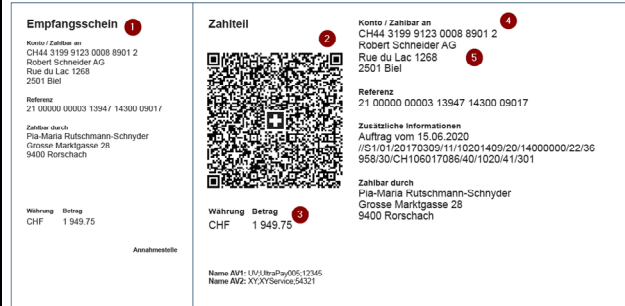 Empfangsschein 1
Konto / Zahlbar an
CH44 3199 9123 0008 8901 2
Robert Schneider AG
Rue du Lac 1268
2501 Biel
Referenz
21 00000 00003 13947 14300 09017
Zahlbar durch
Pia-Maria Rutschmann-Schnyder
Grosse Marktgasse 28
9400 Rorschach
Währung Betrag
CHF 1 949.75
Annahmestelle
Zahlteil
2
Währung Betrag 3
CHF 1 949.75
Name AV1: UV;UltraPay005;12345
Name AV2: XY;XYService;54321
Konto / Zahlbar an 4
CH44 3199 9123 0008 8901 2
Robert Schneider AG
Rue du Lac 1268 5
2501 Biel
Referenz
21 00000 00003 13947 14300 09017
Zusätzliche Informationen
Auftrag vom 15.06.2020
//S1/01/20170309/11/10201409/20/14000000/22/36
958/30/CH106017086/40/1020/41/301
Zahlbar durch
Pia-Maria Rutschmann-Schnyder
Grosse Marktgasse 28
9400 Rorschach